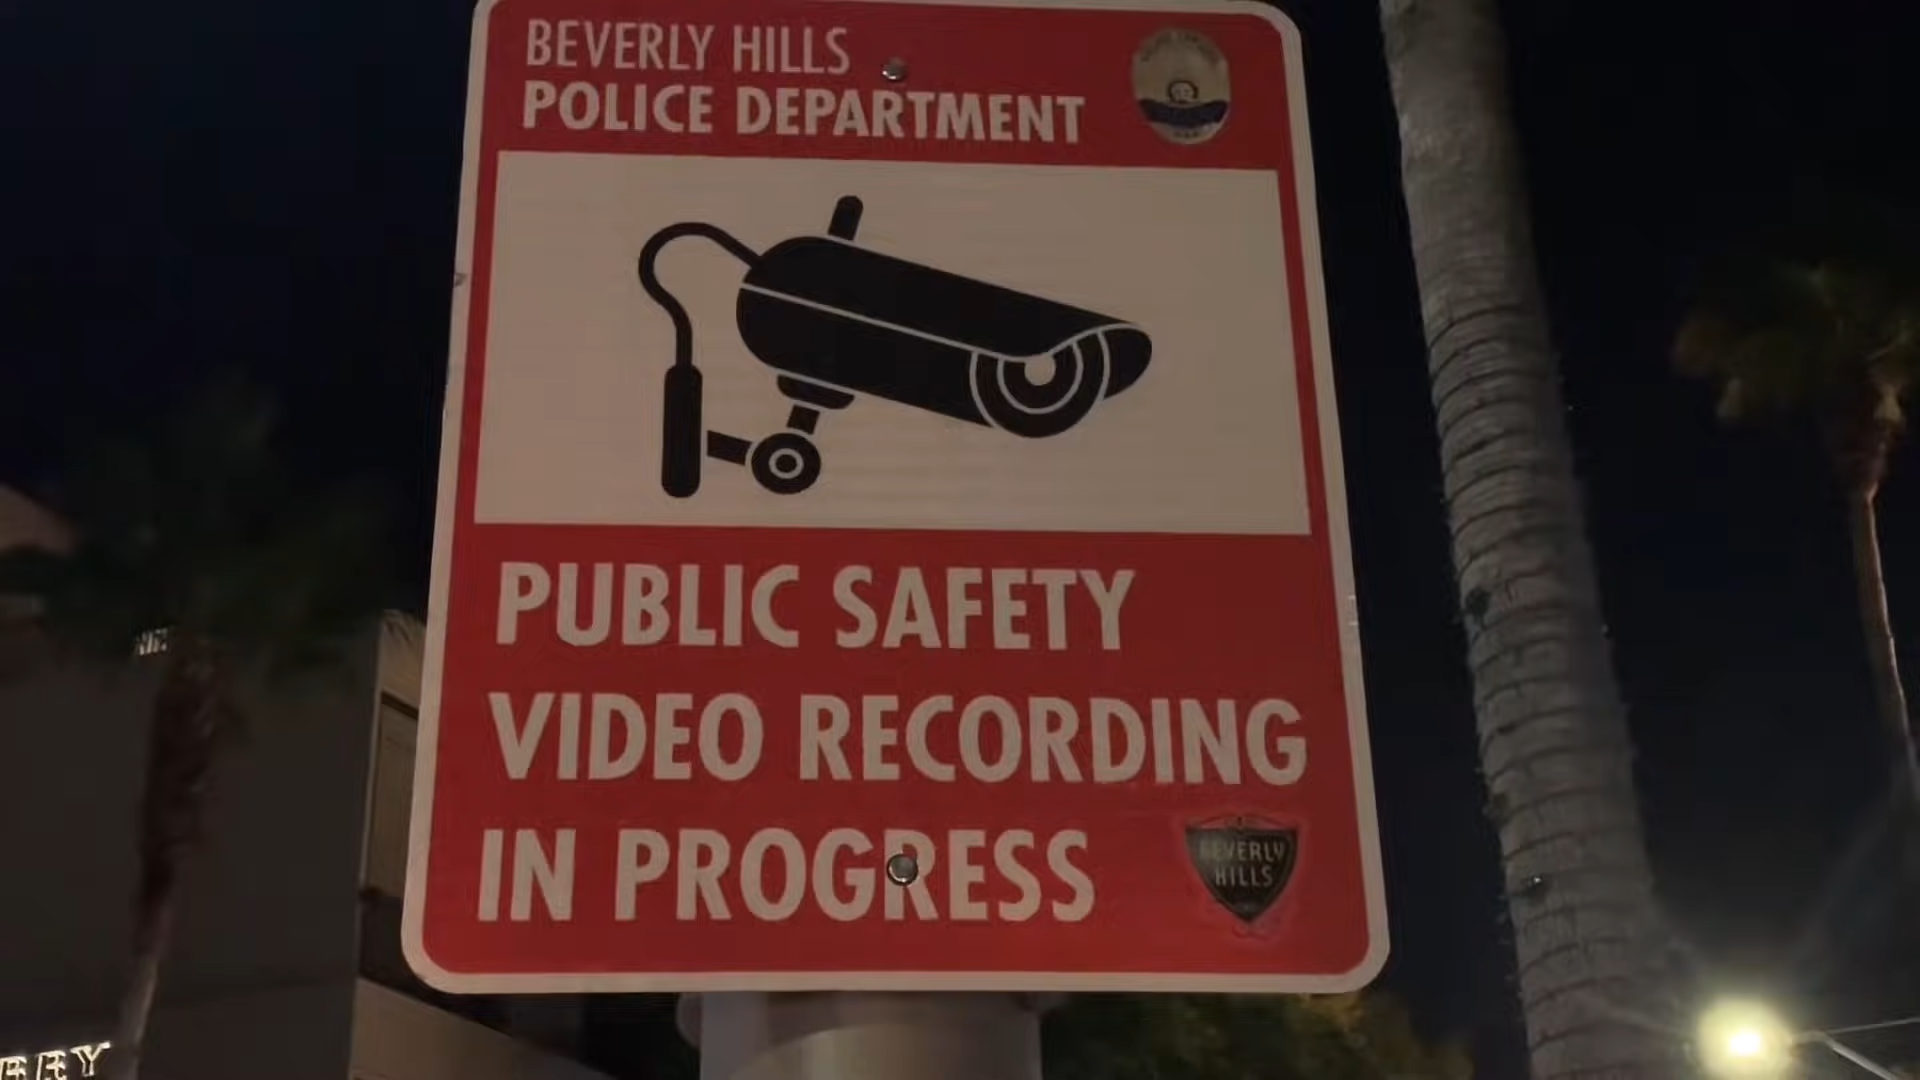 BEVERLY HILLS
POLICE DEPARTMENT
PUBLIC SAFETY
VIDEO RECORDING
IN PROGRESS
BEVERLY
HILLS